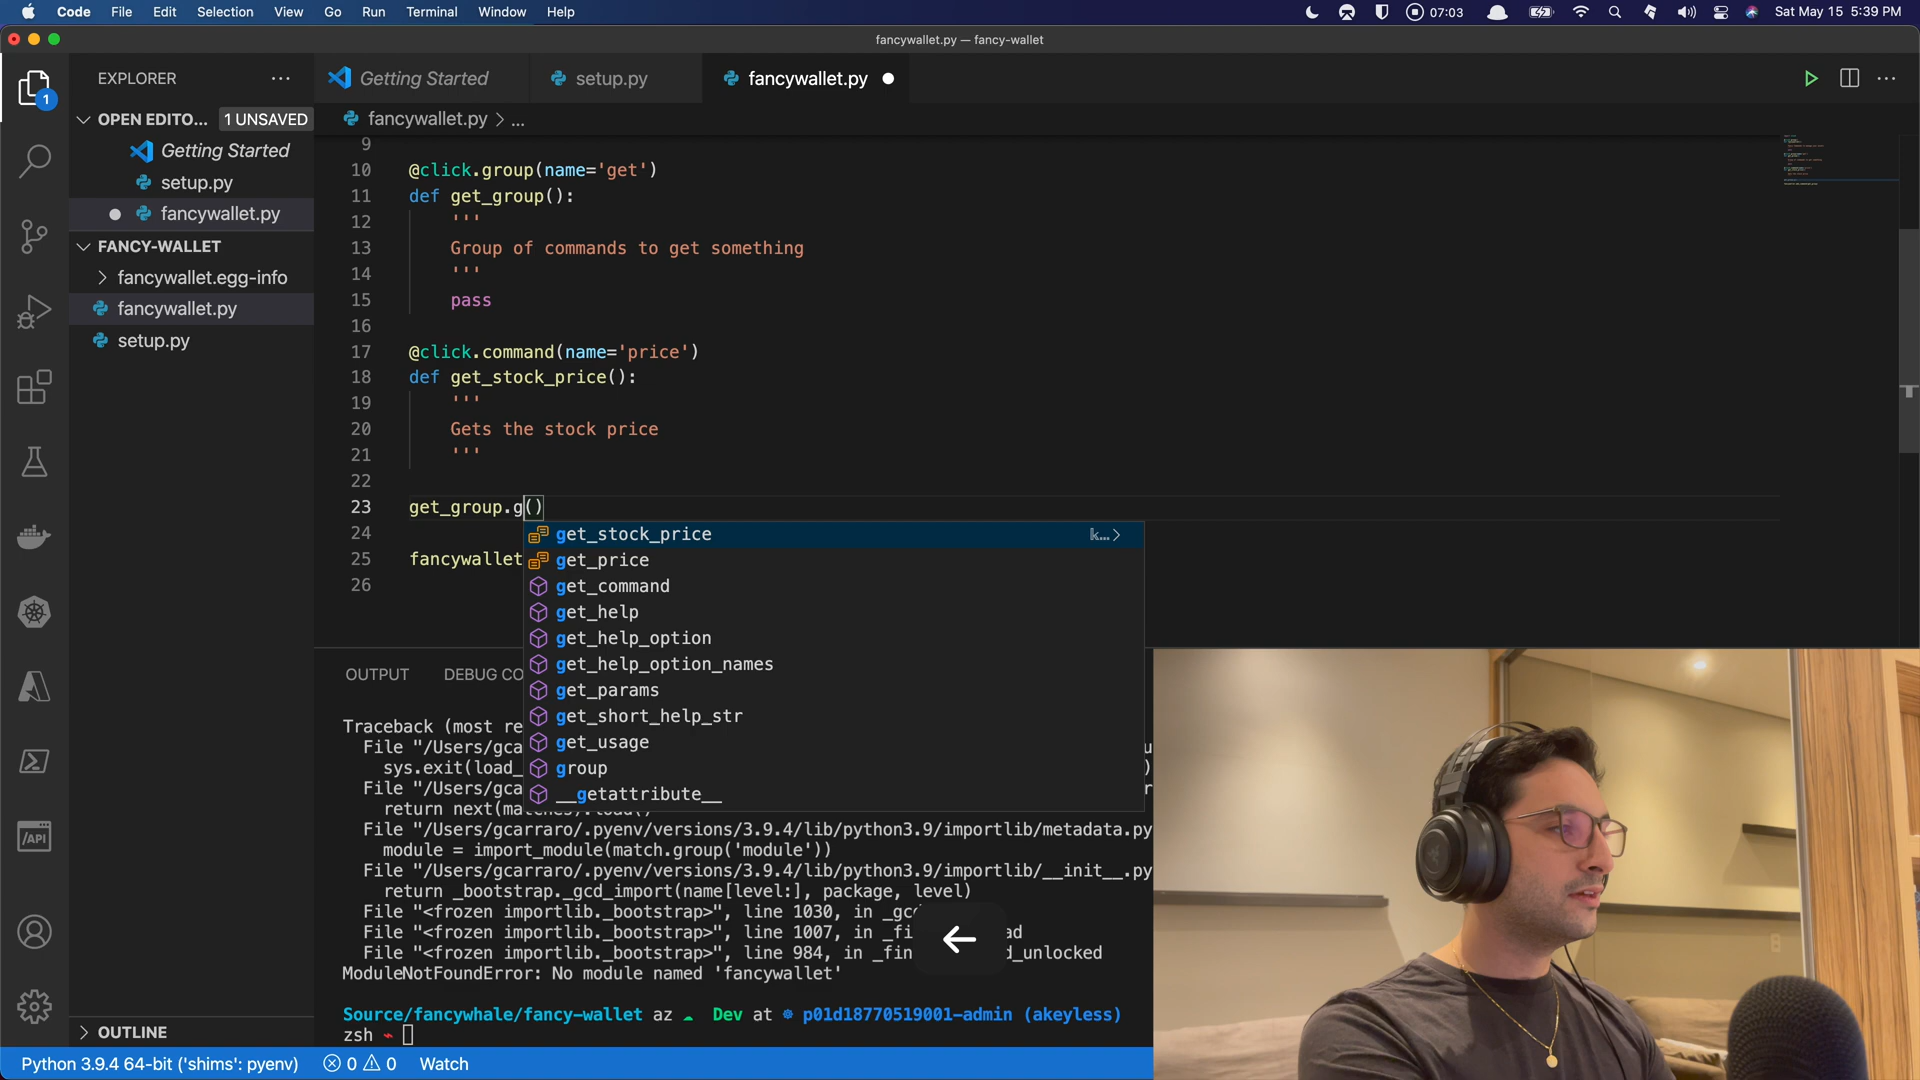 Code File Edit Selection View Go Run Terminal Window Help
07:03
Sat May 15 5:39 PM
fancywallet.py — fancy-wallet
EXPLORER
Getting Started
setup.py
fancywallet.py
1
OPEN EDITO...
1 UNSAVED
fancywallet.py > ...
Getting Started
setup.py
fancywallet.py
FANCY-WALLET
fancywallet.egg-info
fancywallet.py
setup.py
OUTLINE
9
10 @click.group(name='get')
11 def get_group():
12 '''
13 Group of commands to get something
14 '''
15 pass
16
17 @click.command(name='price')
18 def get_stock_price():
19 '''
20 Gets the stock price
21 '''
22
23 get_group.g()
24
25 fancywallet
26
get_stock_price
get_price
get_command
get_help
get_help_option
get_help_option_names
get_params
get_short_help_str
get_usage
group
__getattribute__
OUTPUT DEBUG CO
Traceback (most re
File "/Users/gca
sys.exit(load_
File "/Users/gca
return next(matches).load()
File "/Users/gcarraro/.pyenv/versions/3.9.4/lib/python3.9/importlib/metadata.py
module = import_module(match.group('module'))
File "/Users/gcarraro/.pyenv/versions/3.9.4/lib/python3.9/importlib/__init__.py
return _bootstrap._gcd_import(name[level:], package, level)
File "<frozen importlib._bootstrap>", line 1030, in _gc
File "<frozen importlib._bootstrap>", line 1007, in _fi ad
File "<frozen importlib._bootstrap>", line 984, in _fin d_unlocked
ModuleNotFoundError: No module named 'fancywallet'
Source/fancywhale/fancy-wallet az Dev at p01d18770519001-admin (akeyless)
zsh
Python 3.9.4 64-bit ('shims': pyenv) 0 0 Watch
/API